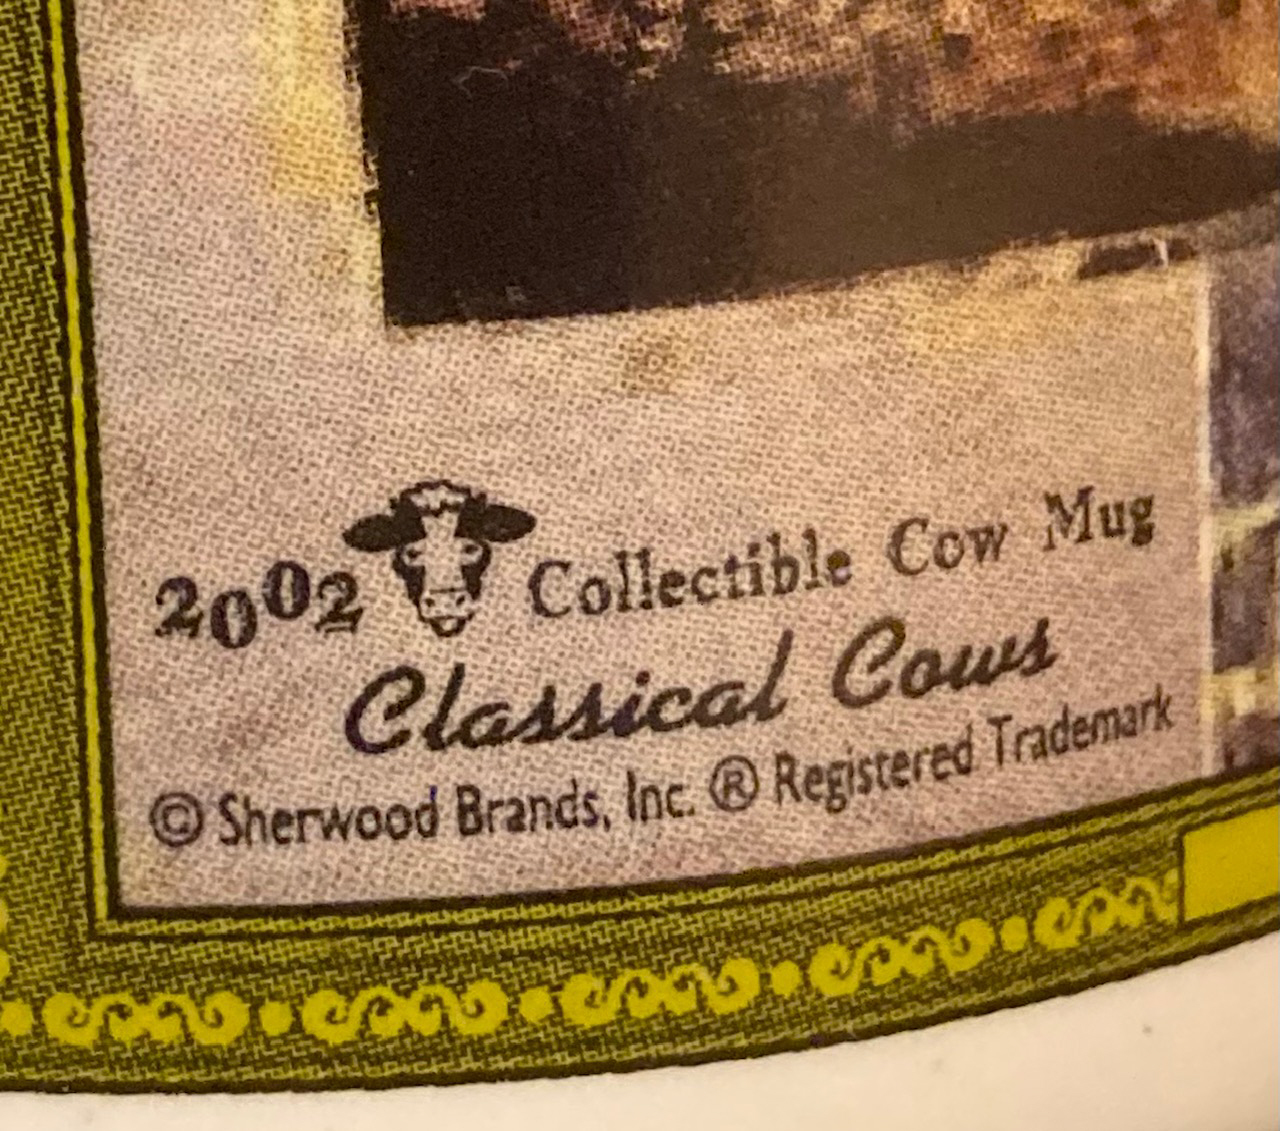 2002 Collectible Cow Mug
Classical Cows
© Sherwood Brands, Inc. ® Registered Trademark